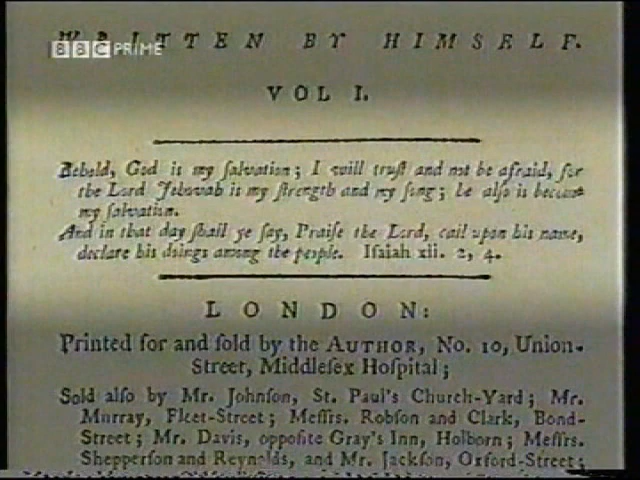 WRITTEN BY HIMSELF.
BBC PRIME
VOL I.
Behold, God is my ſalvation; I will truſt and not be afraid, for
the Lord Jehovah is my ſtrength and my ſong; he alſo is become
my ſalvation.
And in that day ſhall ye ſay, Praiſe the Lord, call upon his name,
declare his doings among the people. Iſaiah xii. 2, 4.
LONDON:
Printed for and ſold by the AUTHOR, No. 10, Union-
Street, Middleſex Hoſpital;
Sold alſo by Mr. Johnſon, St. Paul's Church-Yard; Mr.
Murray, Fleet-Street; Meſſrs. Robſon and Clark, Bond-
Street; Mr. Davis, oppoſite Gray's Inn, Holborn; Meſſrs.
Shepperſon and Reynolds, and Mr. Jackſon, Oxford-Street;